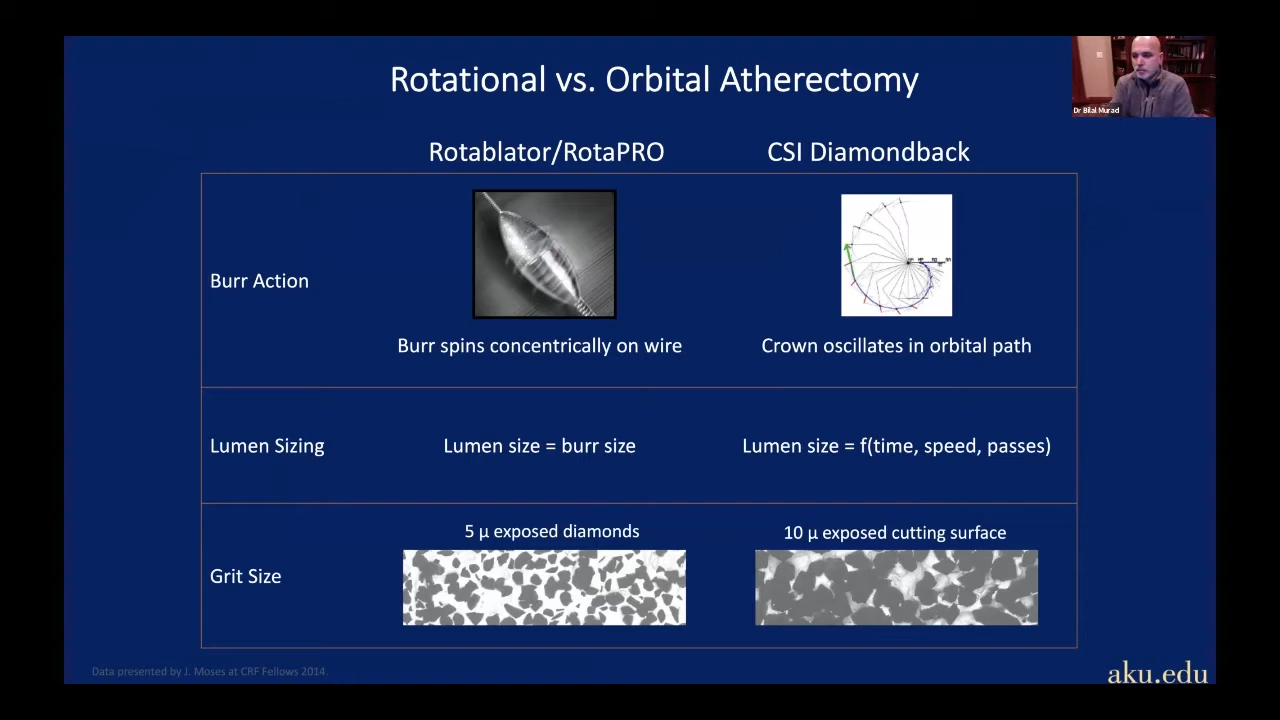 Rotational vs. Orbital Atherectomy
Dr Bilal Murad
Rotablator/RotaPRO
CSI Diamondback
Burr Action
Burr spins concentrically on wire
Crown oscillates in orbital path
Lumen Sizing
Lumen size = burr size
Lumen size = f(time, speed, passes)
Grit Size
5 μ exposed diamonds
10 μ exposed cutting surface
Data presented by J. Moses at CRF Fellows 2014.
aku.edu